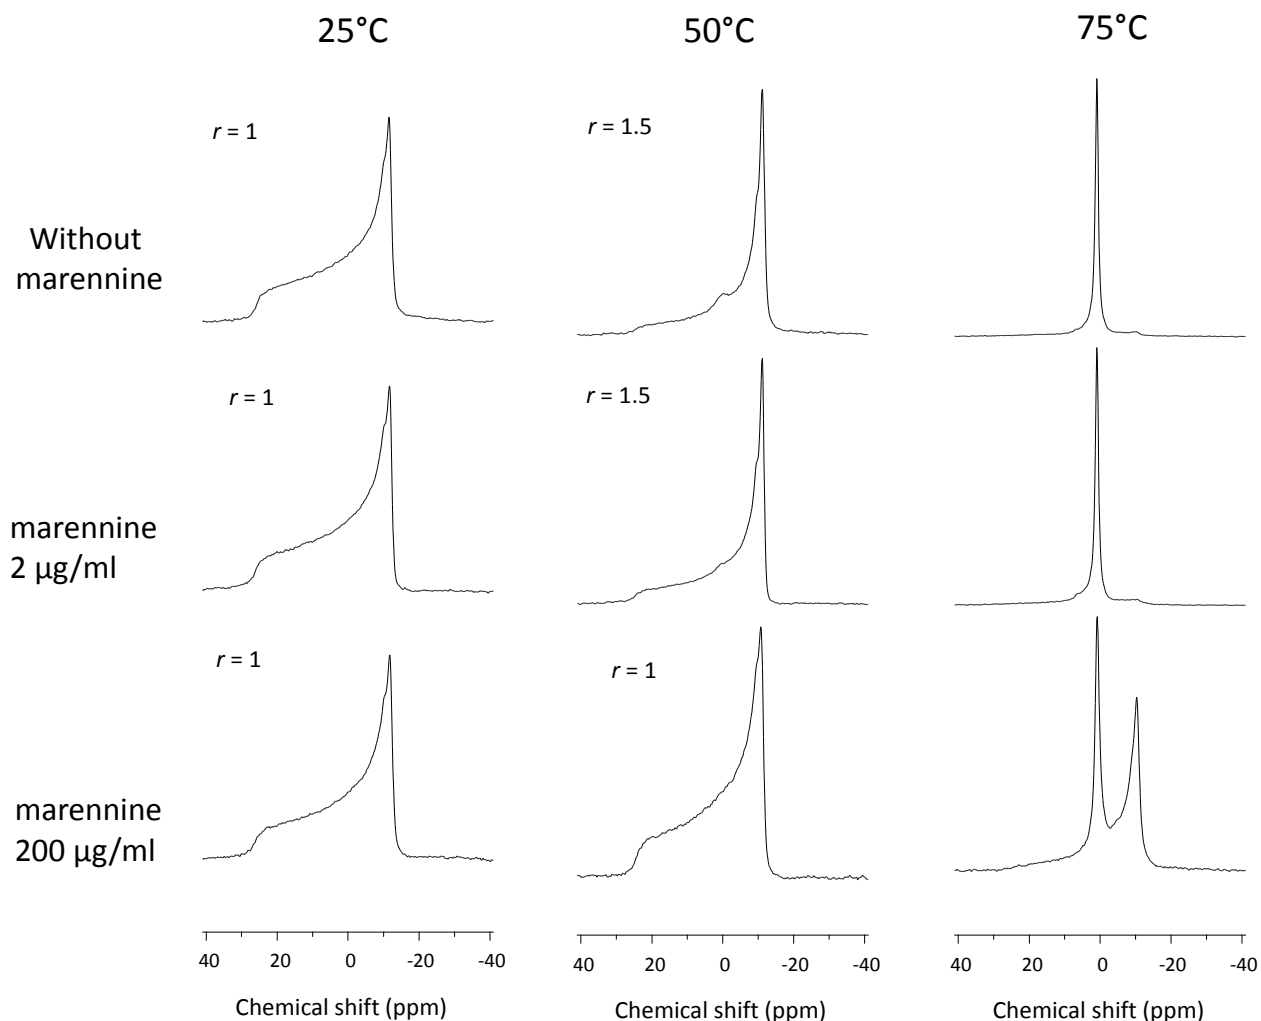 25°C 50°C 75°C
r = 1 r = 1.5
Without
marennine
r = 1 r = 1.5
marennine
2 µg/ml
r = 1 r = 1
marennine
200 µg/ml
40 20 0 -20 -40 40 20 0 -20 -40 40 20 0 -20 -40
Chemical shift (ppm) Chemical shift (ppm) Chemical shift (ppm)